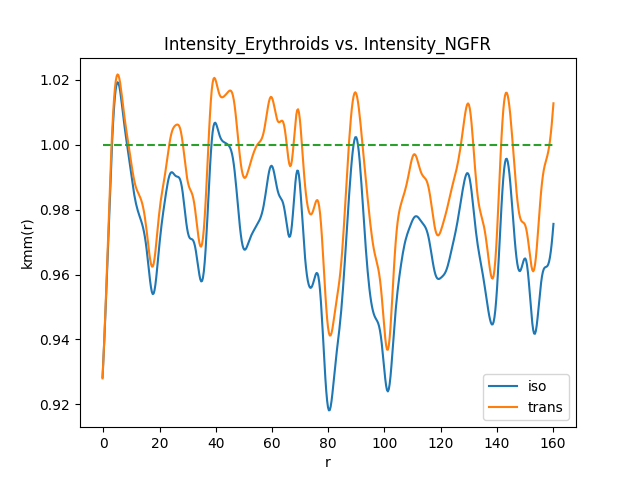 Intensity_Erythroids vs. Intensity_NGFR
kmm(r)
1.02
1.00
0.98
0.96
0.94
0.92
0 20 40 60 80 100 120 140 160
r
iso
trans